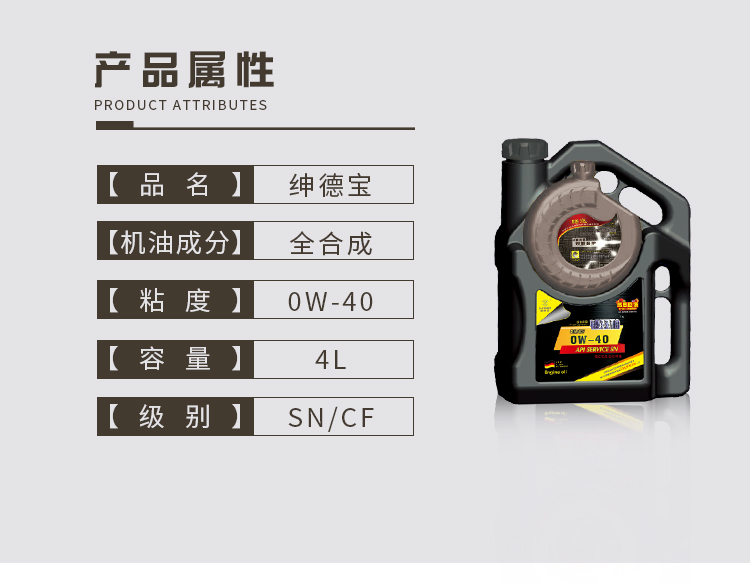 产品属性
PRODUCT ATTRIBUTES
【品名】 绅德宝
【机油成分】 全合成
【粘度】 0W-40
【容量】 4L
【级别】 SN/CF
0W-40
API SERVICE SN
Engine oil